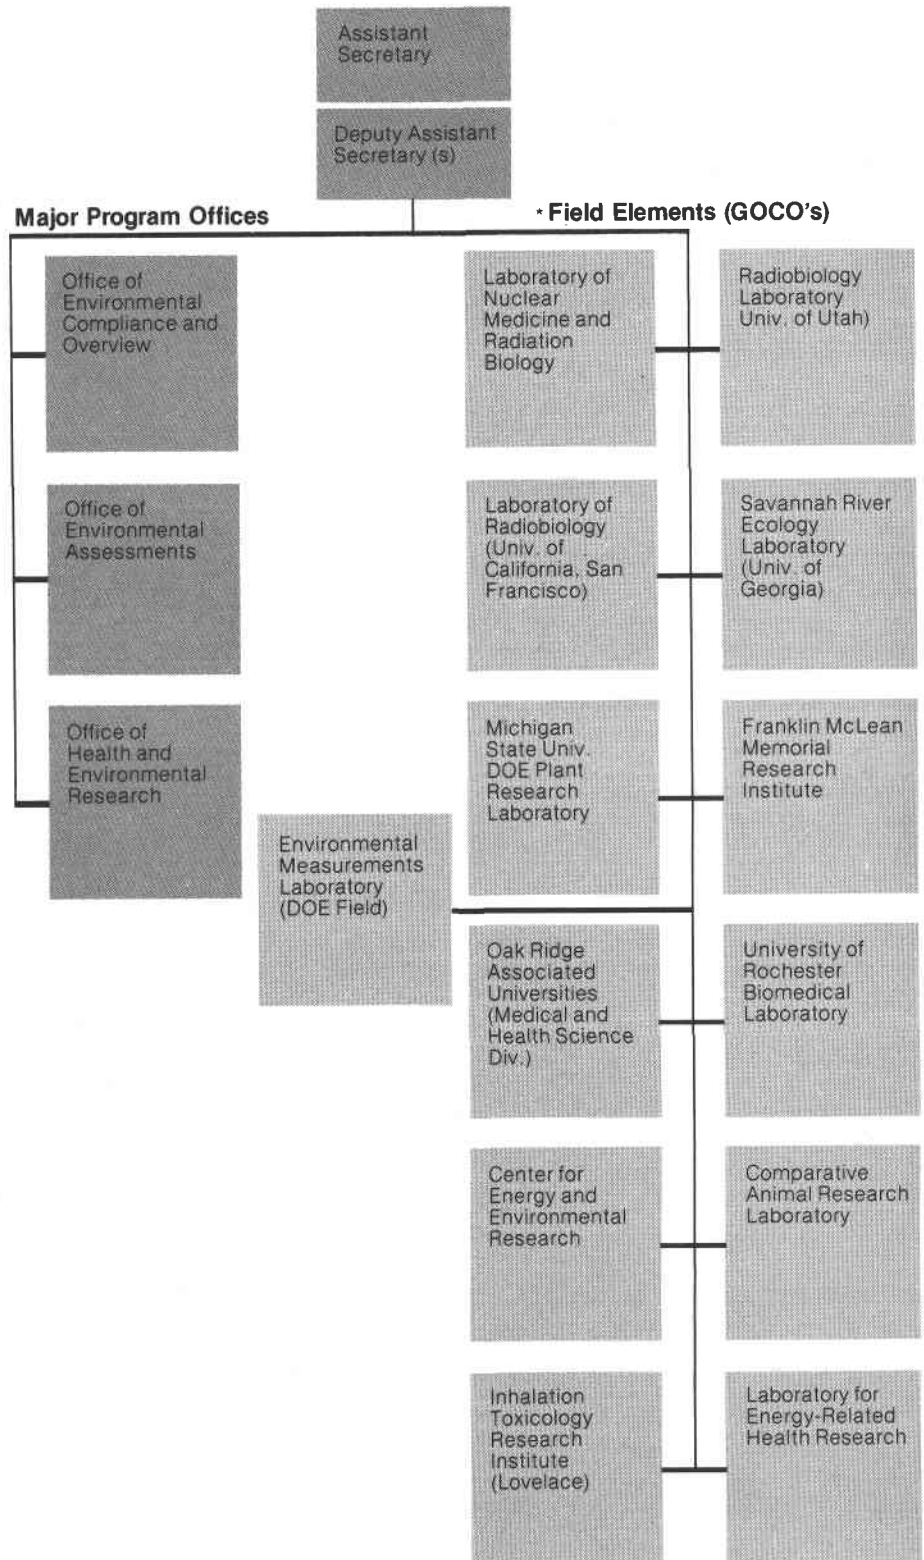 Assistant
Secretary
Deputy Assistant
Secretary (s)
Major Program Offices
* Field Elements (GOCO's)
Office of
Environmental
Compliance and
Overview
Office of
Environmental
Assessments
Office of
Health and
Environmental
Research
Environmental
Measurements
Laboratory
(DOE Field)
Laboratory of
Nuclear
Medicine and
Radiation
Biology
Radiobiology
Laboratory
Univ. of Utah)
Laboratory of
Radiobiology
(Univ. of
California, San
Francisco)
Savannah River
Ecology
Laboratory
(Univ. of
Georgia)
Michigan
State Univ.
DOE Plant
Research
Laboratory
Franklin McLean
Memorial
Research
Institute
Oak Ridge
Associated
Universities
(Medical and
Health Science
Div.)
University of
Rochester
Biomedical
Laboratory
Center for
Energy and
Environmental
Research
Comparative
Animal Research
Laboratory
Inhalation
Toxicology
Research
Institute
(Lovelace)
Laboratory for
Energy-Related
Health Research